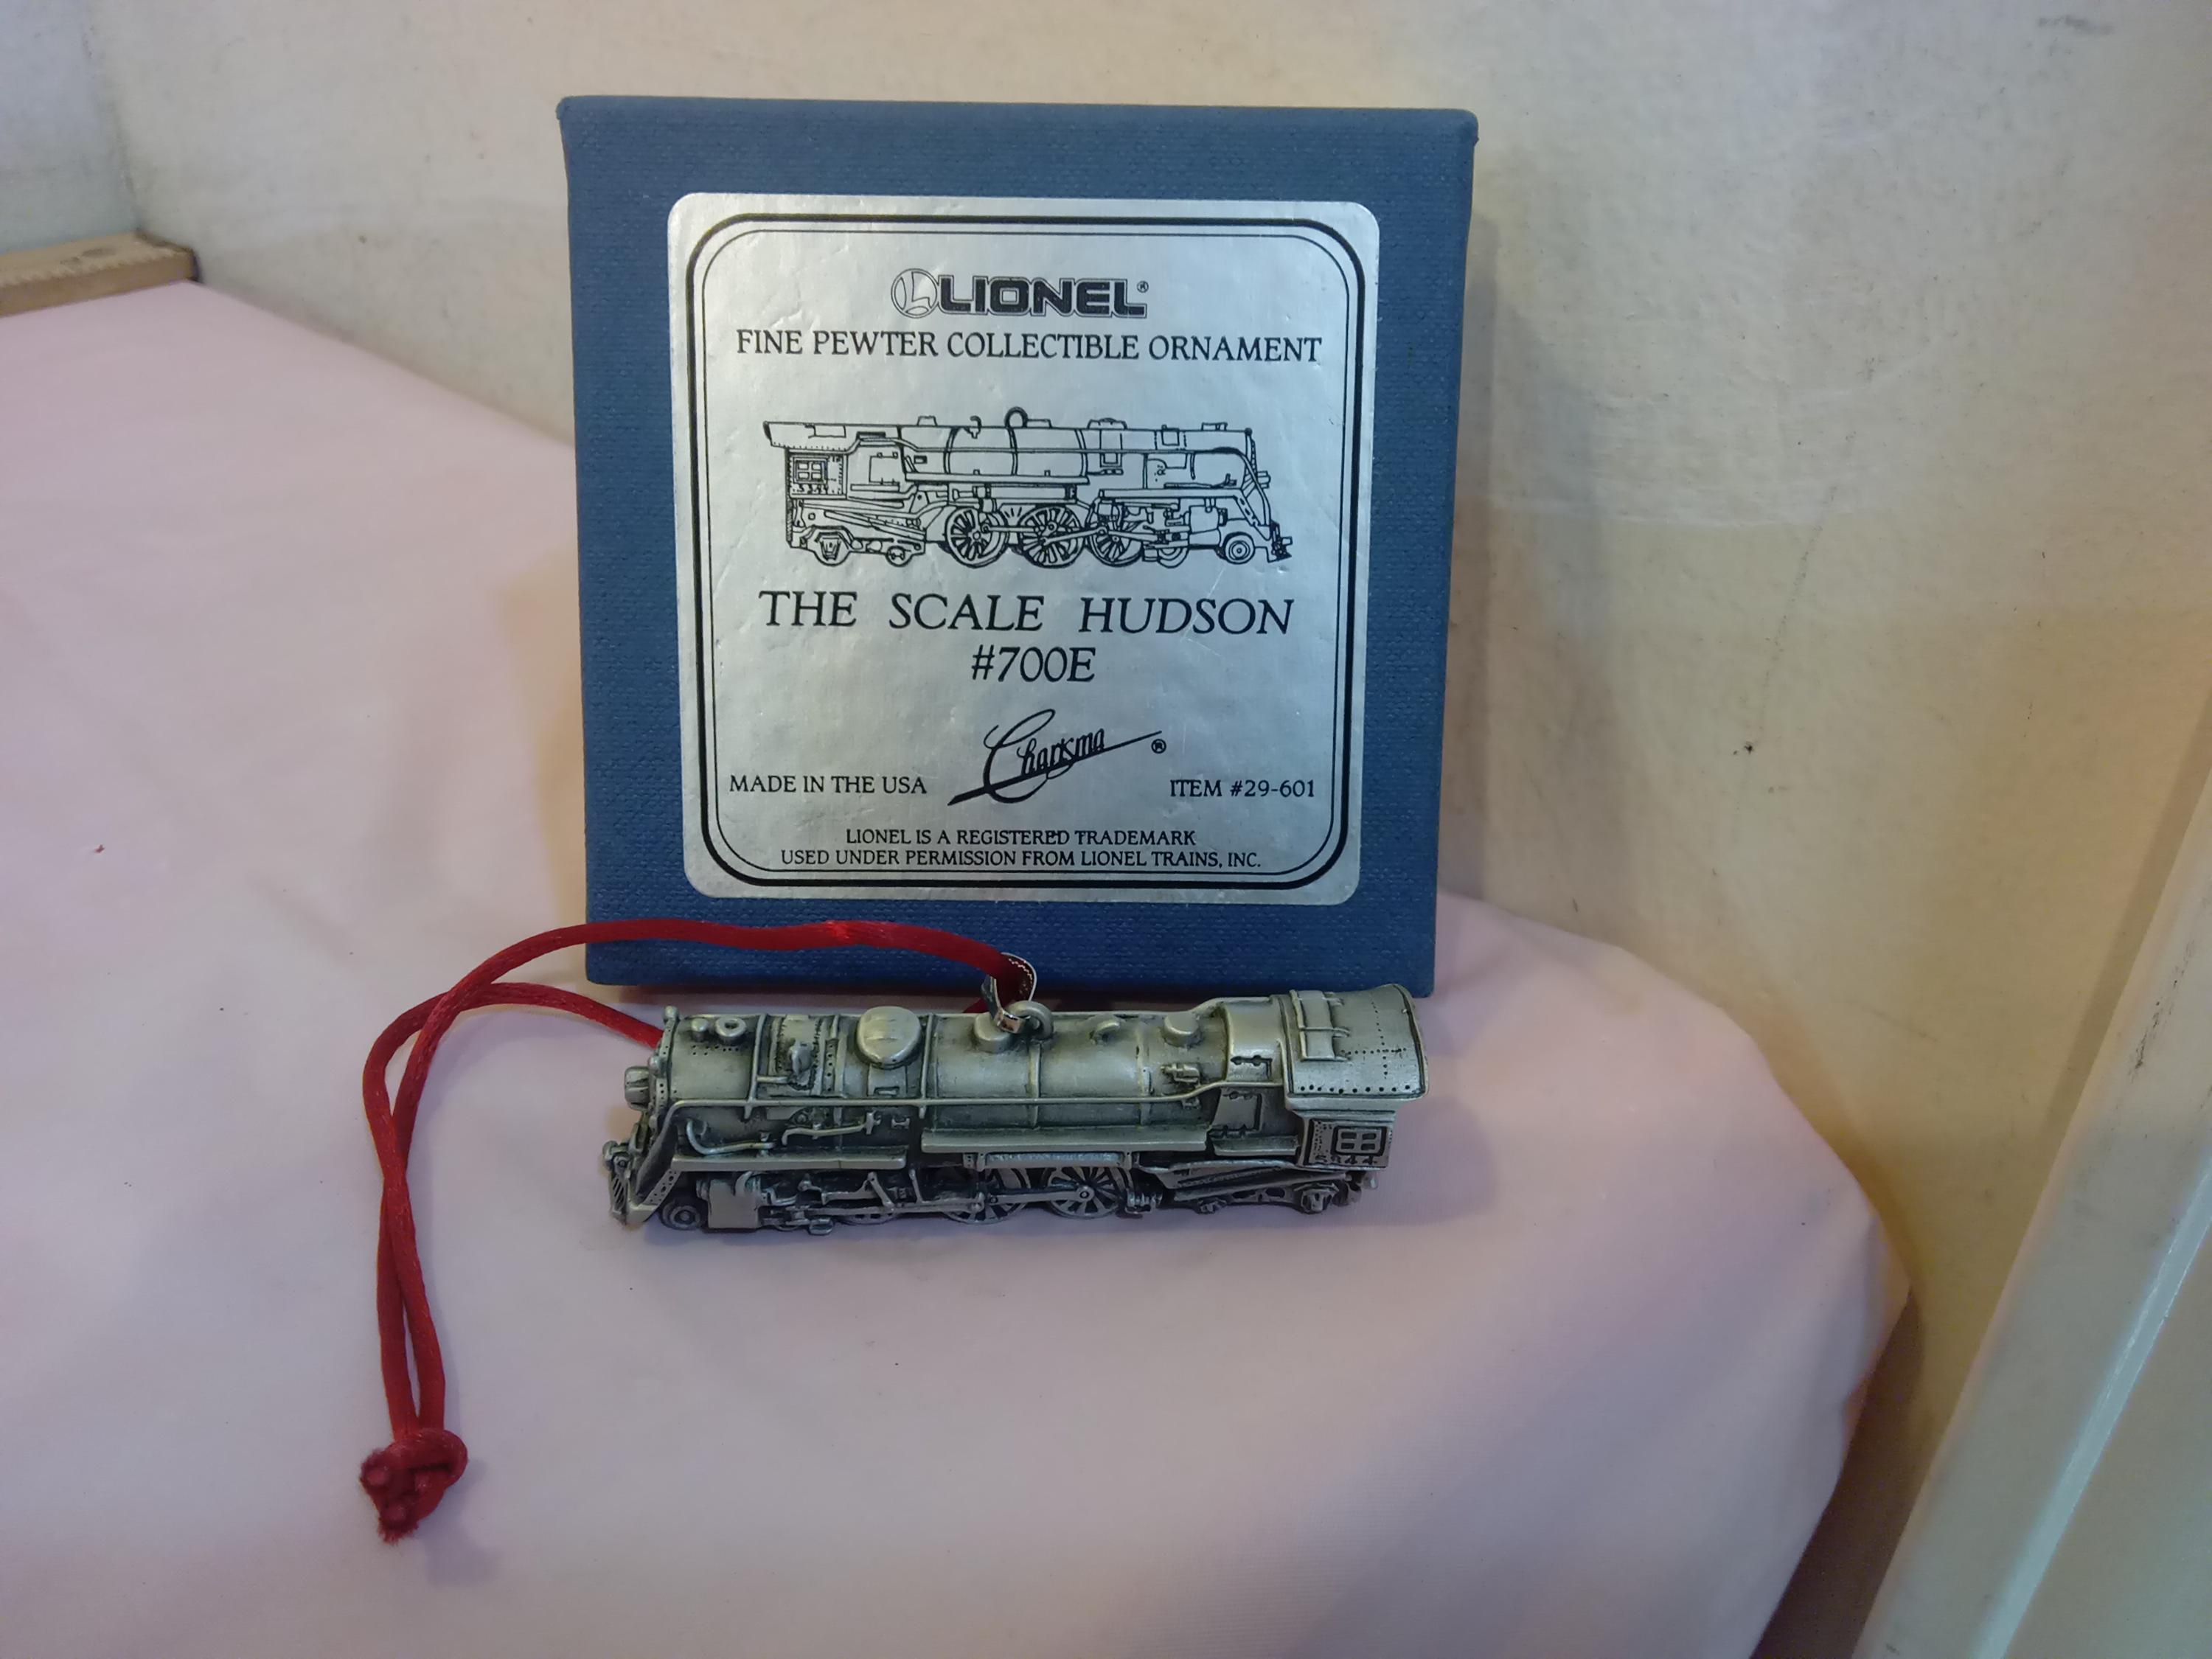 LIONEL®
FINE PEWTER COLLECTIBLE ORNAMENT
THE SCALE HUDSON
#700E
Charisma ®
MADE IN THE USA
ITEM #29-601
LIONEL IS A REGISTERED TRADEMARK
USED UNDER PERMISSION FROM LIONEL TRAINS, INC.